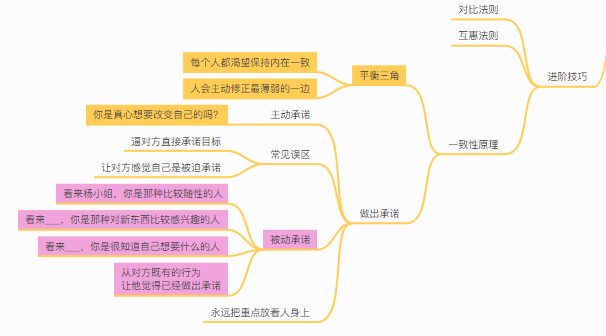 对比法则
互惠法则
进阶技巧
每个人都渴望保持内在一致
人会主动修正最薄弱的一边
平衡三角
你是真心想要改变自己的吗?
主动承诺
一致性原理
逼对方直接承诺目标
让对方感觉自己是被迫承诺
常见误区
看来杨小姐，你是那种比较随性的人
看来___，你是那种对新东西比较感兴趣的人
看来___，你是很知道自己想要什么的人
从对方既有的行为
让他觉得已经做出承诺
被动承诺
做出承诺
永远把重点放著人身上